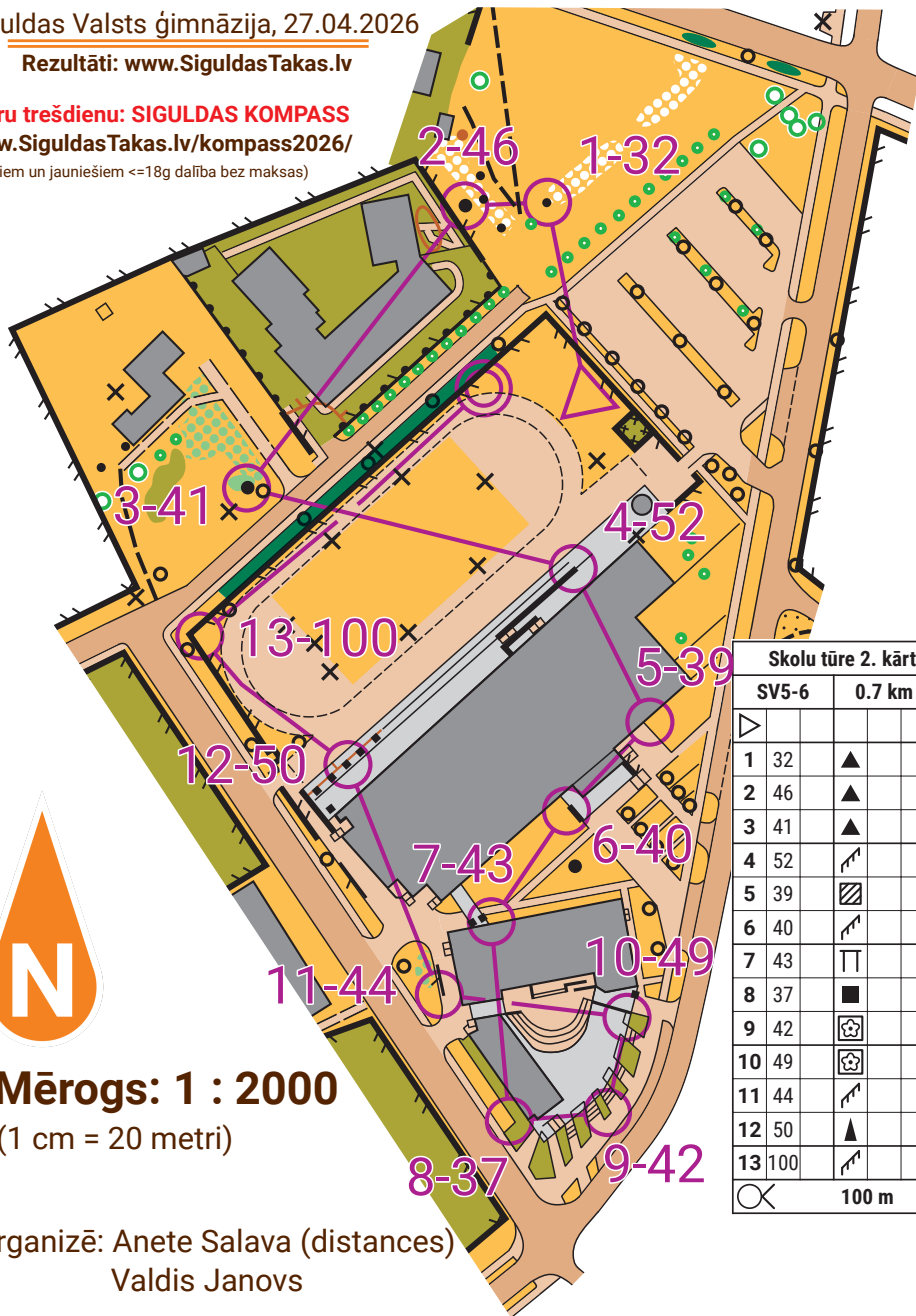 uldas Valsts ģimnāzija, 27.04.2026
Rezultāti: www.SiguldasTakas.lv
ru trešdienu: SIGULDAS KOMPASS
w.SiguldasTakas.lv/kompass2026/
iem un jauniešiem <=18g dalība bez maksas)
2-46
1-32
3-41
4-52
13-100
5-39
12-50
6-40
7-43
10-49
11-44
8-37
9-42
N
Mērogs: 1 : 2000
(1 cm = 20 metri)
rganizē: Anete Salava (distances)
Valdis Janovs
Skolu tūre 2. kārt
SV5-6 0.7 km
1 32
2 46
3 41
4 52
5 39
6 40
7 43
8 37
9 42
10 49
11 44
12 50
13 100
100 m